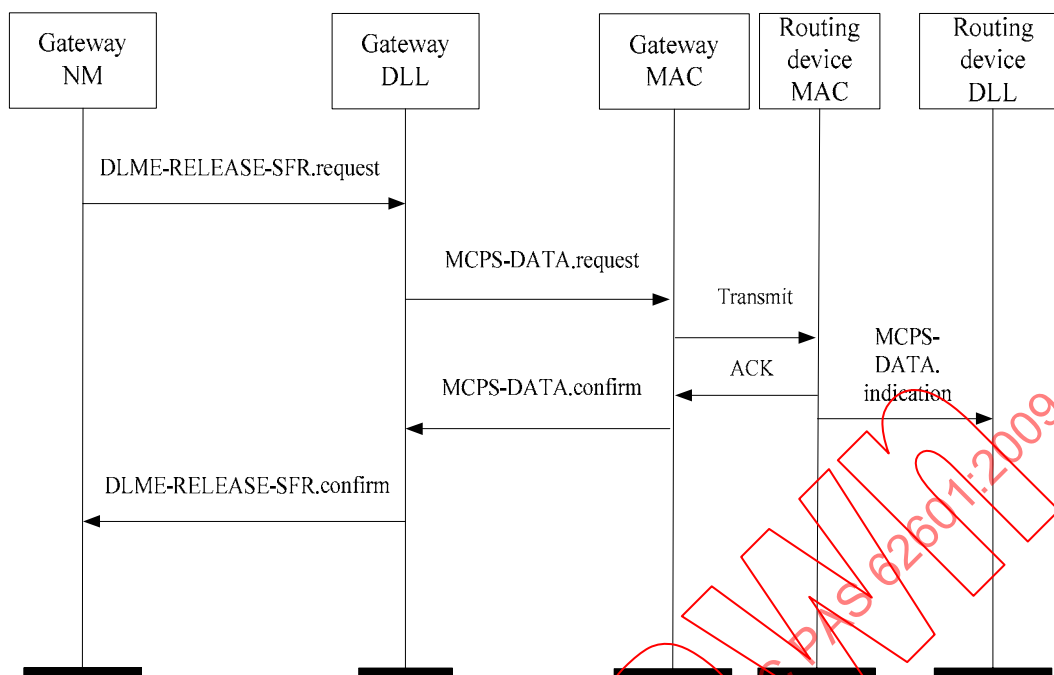 Gateway
NM
Gateway
DLL
Gateway
MAC
Routing
device
MAC
Routing
device
DLL
DLME-RELEASE-SFR.request
MCPS-DATA.request
Transmit
MCPS-
DATA.
indication
ACK
MCPS-DATA.confirm
DLME-RELEASE-SFR.confirm
PAS 62601:2009